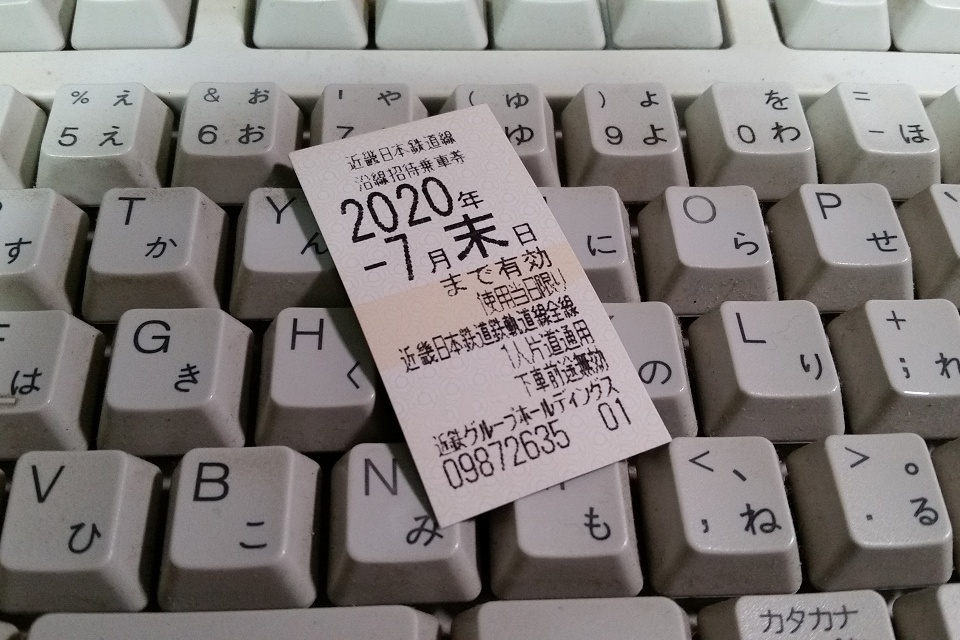 % え & お ' や ( ゆ ) よ を =
5 え 6 お 7 ゆ 9 よ 0 わ - ほ
T Y O P
す か ん に ら せ
G H L +
は き く の り ; れ
V B N < 、 > 。
ひ こ み も , ね . る
カタカナ
近畿日本鉄道線
沿線招待乗車券
2020年
-7月末日
まで有効
使用当日限り
近畿日本鉄道鉄軌道線全線
1人片道通用
下車前途無効
近鉄グループホールディングス
09872635 01